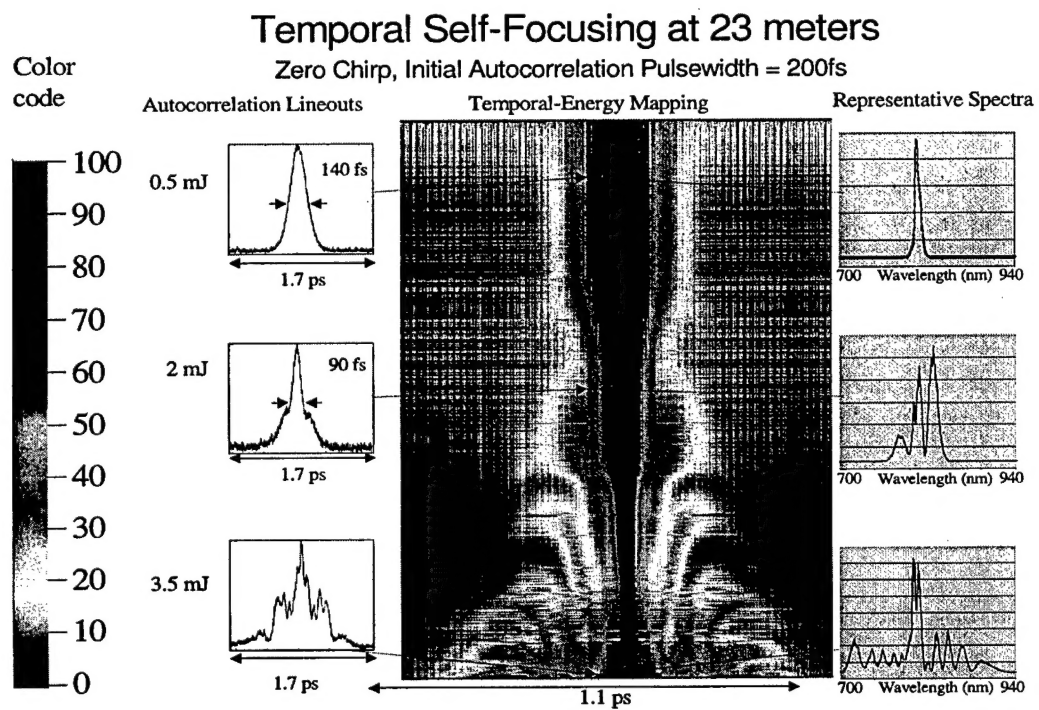 Temporal Self-Focusing at 23 meters
Zero Chirp, Initial Autocorrelation Pulsewidth = 200fs
Color
code
100
90
80
70
60
50
40
30
20
10
0
Autocorrelation Lineouts
0.5 mJ
140 fs
1.7 ps
2 mJ
90 fs
1.7 ps
3.5 mJ
1.7 ps
Temporal-Energy Mapping
1.1 ps
Representative Spectra
700 Wavelength (nm) 940
700 Wavelength (nm) 940
700 Wavelength (nm) 940